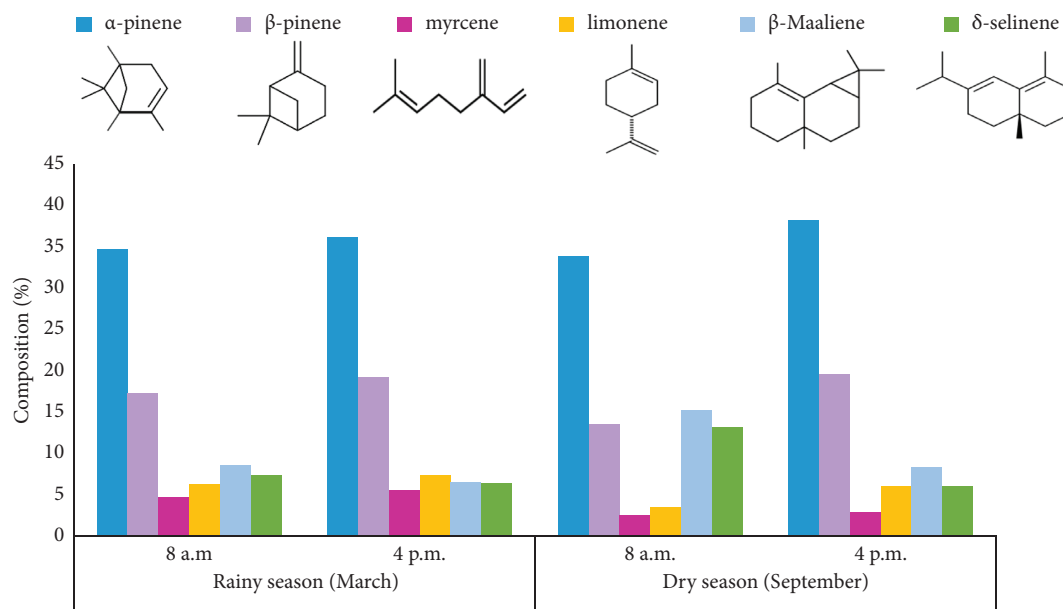 α-pinene
β-pinene
myrcene
limonene
β-Maaliene
δ-selinene
45
40
35
30
25
20
15
10
5
0
Composition (%)
8 a.m
4 p.m.
8 a.m.
4 p.m.
Rainy season (March)
Dry season (September)